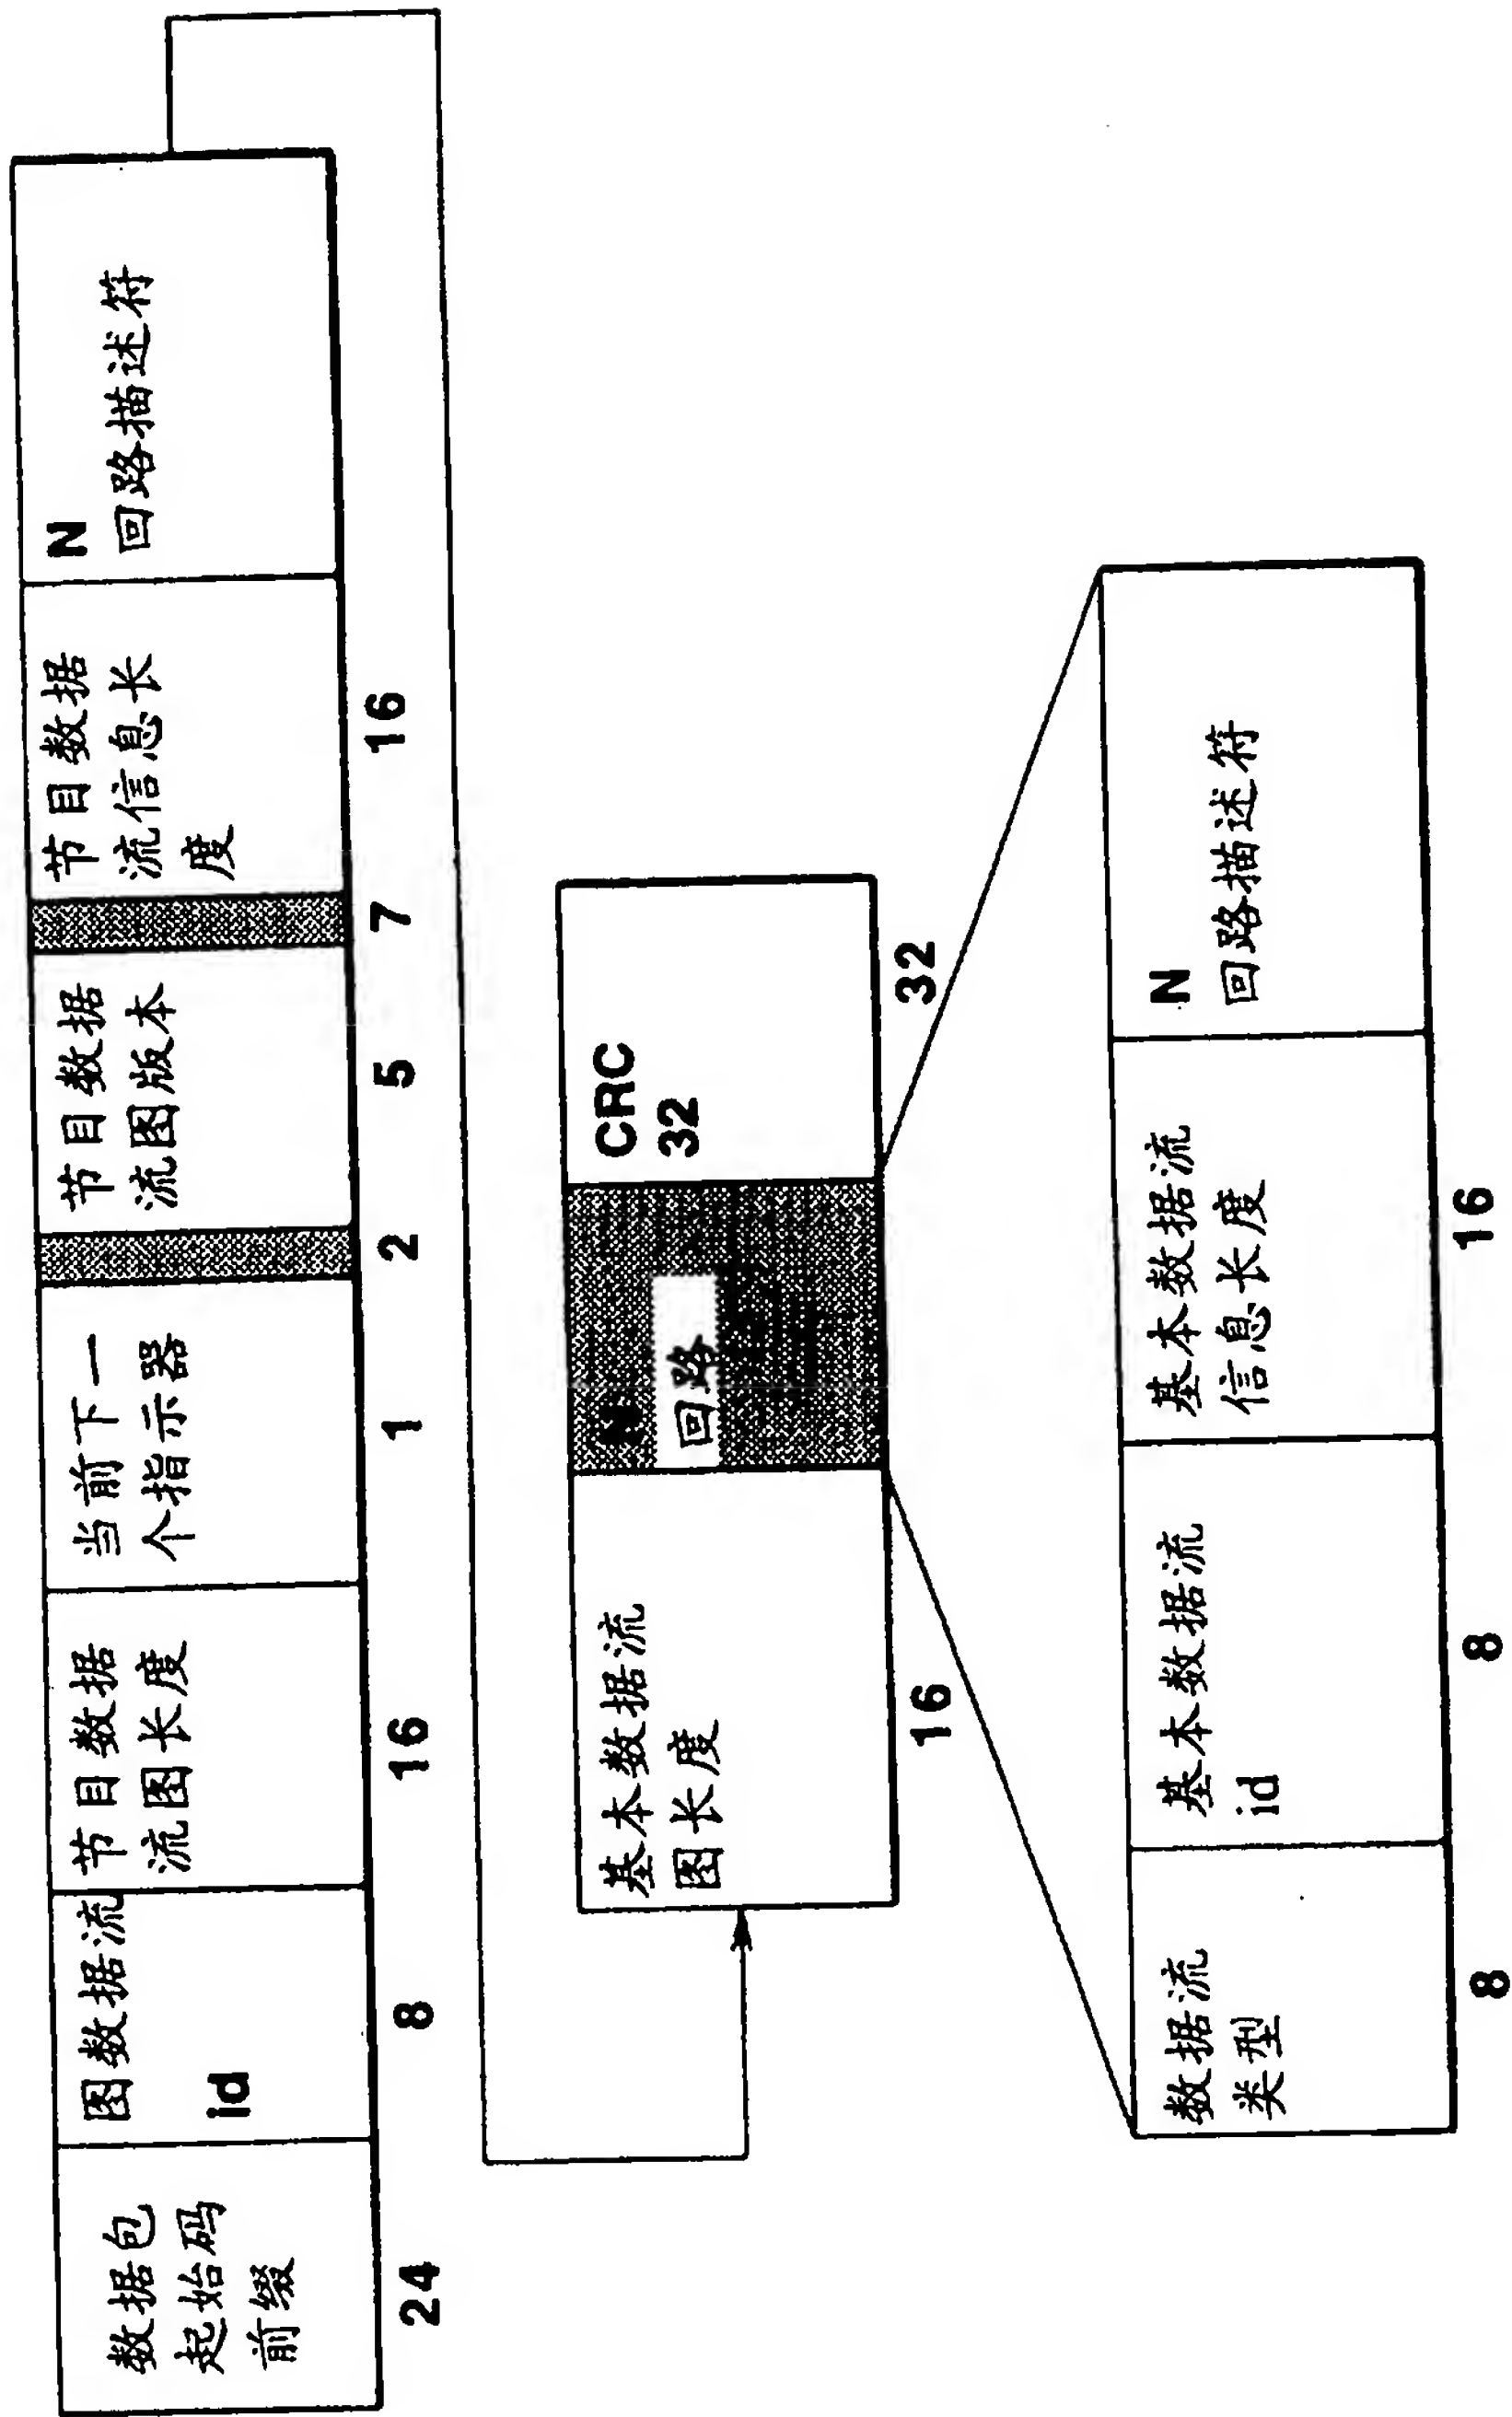 数据包
起始码
前缀
24
图数据流
id
8
节目数据
流图长度
16
当前下一
个指示器
1
2
节目数据
流图版本
5
7
节目数据
流信息长
度
16
N
回路描述符
基本数据流
图长度
16
N
回路
CRC
32
32
数据流
类型
8
基本数据流
id
8
基本数据流
信息长度
16
N
回路描述符